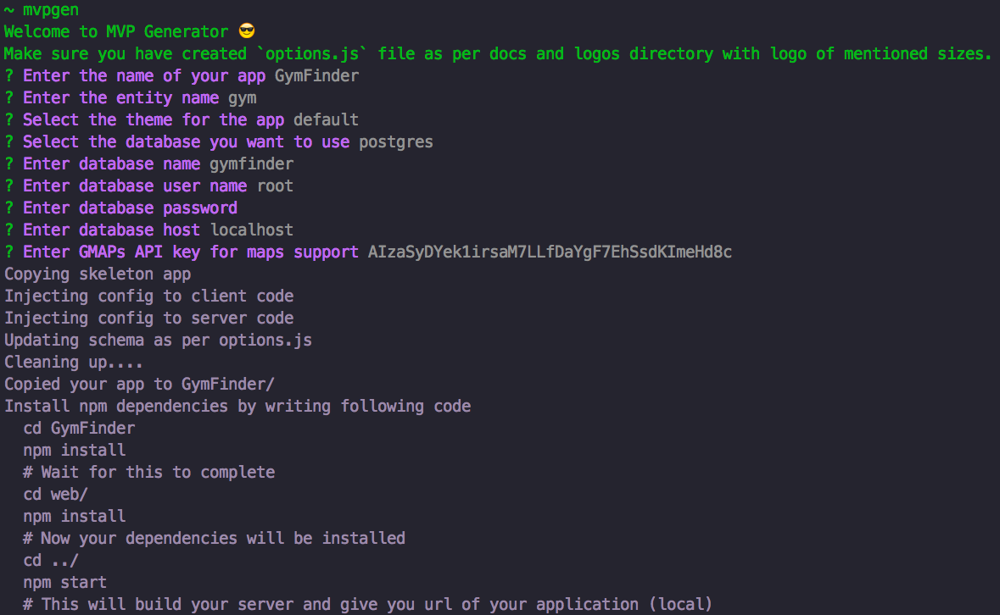 ~ mvpgen
Welcome to MVP Generator 😎
Make sure you have created `options.js` file as per docs and logos directory with logo of mentioned sizes.
? Enter the name of your app GymFinder
? Enter the entity name gym
? Select the theme for the app default
? Select the database you want to use postgres
? Enter database name gymfinder
? Enter database user name root
? Enter database password
? Enter database host localhost
? Enter GMAPs API key for maps support AIzaSyDYek1irsaM7LLfDaYgF7EhSsdKImeHd8c
Copying skeleton app
Injecting config to client code
Injecting config to server code
Updating schema as per options.js
Cleaning up....
Copied your app to GymFinder/
Install npm dependencies by writing following code
  cd GymFinder
  npm install
  # Wait for this to complete
  cd web/
  npm install
  # Now your dependencies will be installed
  cd ../
  npm start
  # This will build your server and give you url of your application (local)